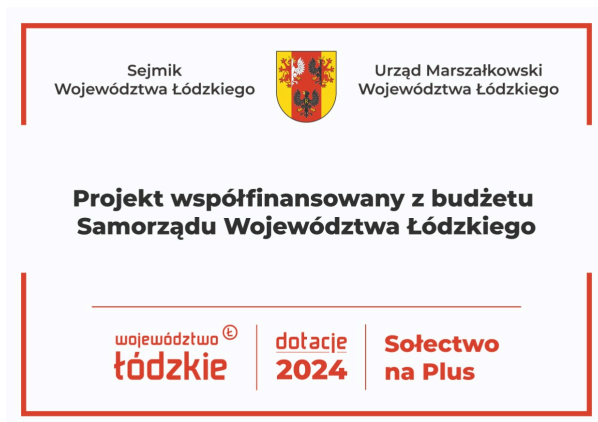 Sejmik
Województwa Łódzkiego
Urząd Marszałkowski
Województwa Łódzkiego
Projekt współfinansowany z budżetu
Samorządu Województwa Łódzkiego
województwo Ł
łódzkie
dotacje
2024
Sołectwo
na Plus